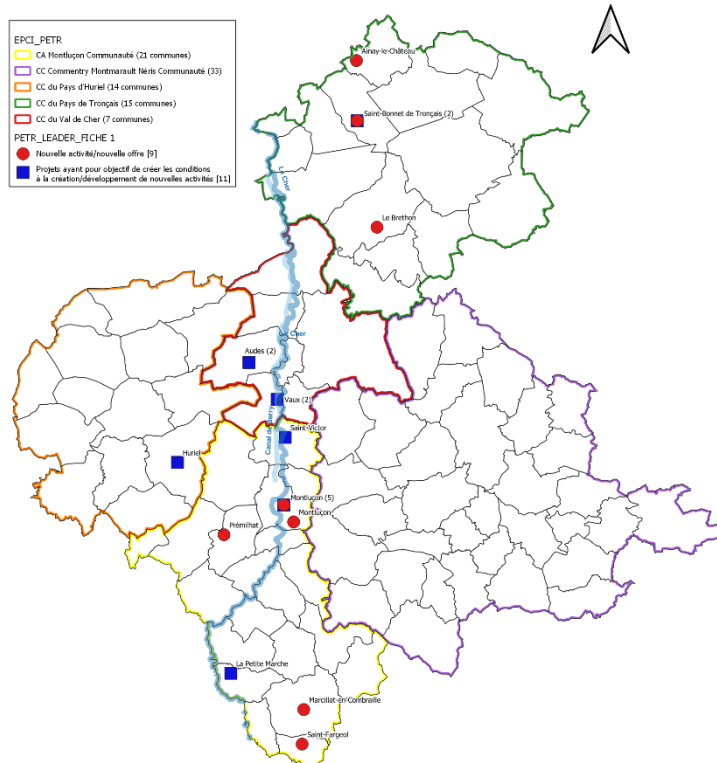 EPCI_PETR
CA Montluçon Communauté (21 communes)
CC Commentry Montmarault Néris Communauté (33)
CC du Pays d'Huriel (14 communes)
CC du Pays de Tronçais (15 communes)
CC du Val de Cher (7 communes)
PETR_LEADER_FICHE 1
Nouvelle activité/nouvelle offre [9]
Projets ayant pour objectif de créer les conditions
à la création/développement de nouvelles activités [11]
Ainay-le-Château
Saint-Bonnet de Tronçais (2)
Le Cher
Le Brethon
Le Cher
Audes (2)
Vaux (2)
Canal de Berry
Saint-Victor
Huriel
Montluçon (5)
Montluçon
Prémilhat
La Petite Marche
Marcillat-en-Combraille
Saint-Fargeol